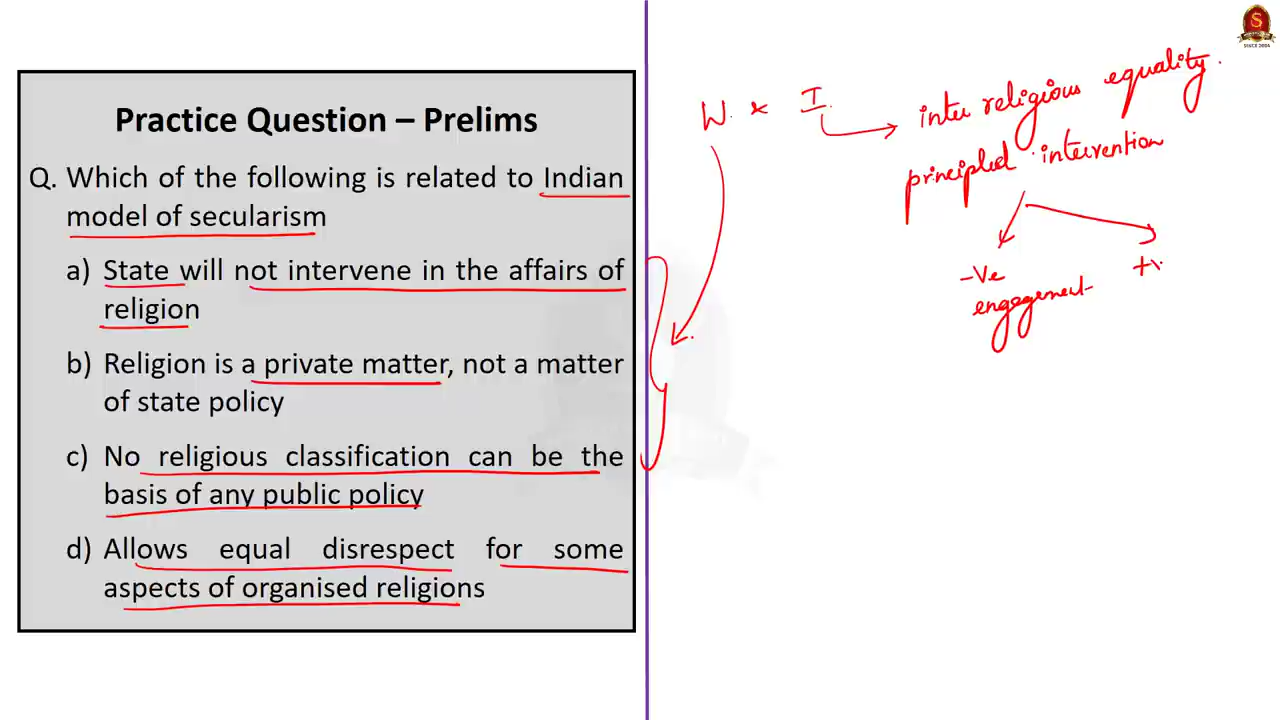 Practice Question – Prelims
Q. Which of the following is related to Indian
model of secularism
a) State will not intervene in the affairs of
religion
b) Religion is a private matter, not a matter
of state policy
c) No religious classification can be the
basis of any public policy
d) Allows equal disrespect for some
aspects of organised religions
W. & I.
inter religious equality.
principled intervention
-Ve
engagement
+v
SINCE 2004